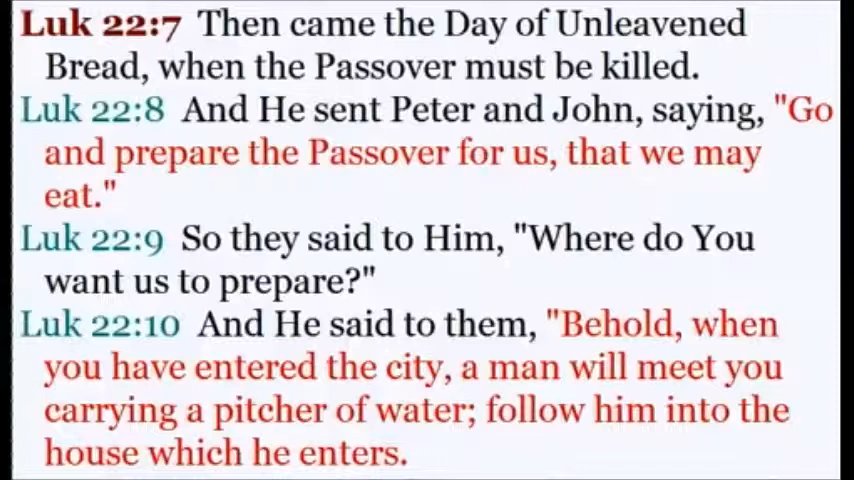 Luk 22:7 Then came the Day of Unleavened
Bread, when the Passover must be killed.
Luk 22:8 And He sent Peter and John, saying, "Go
and prepare the Passover for us, that we may
eat."
Luk 22:9 So they said to Him, "Where do You
want us to prepare?"
Luk 22:10 And He said to them, "Behold, when
you have entered the city, a man will meet you
carrying a pitcher of water; follow him into the
house which he enters.